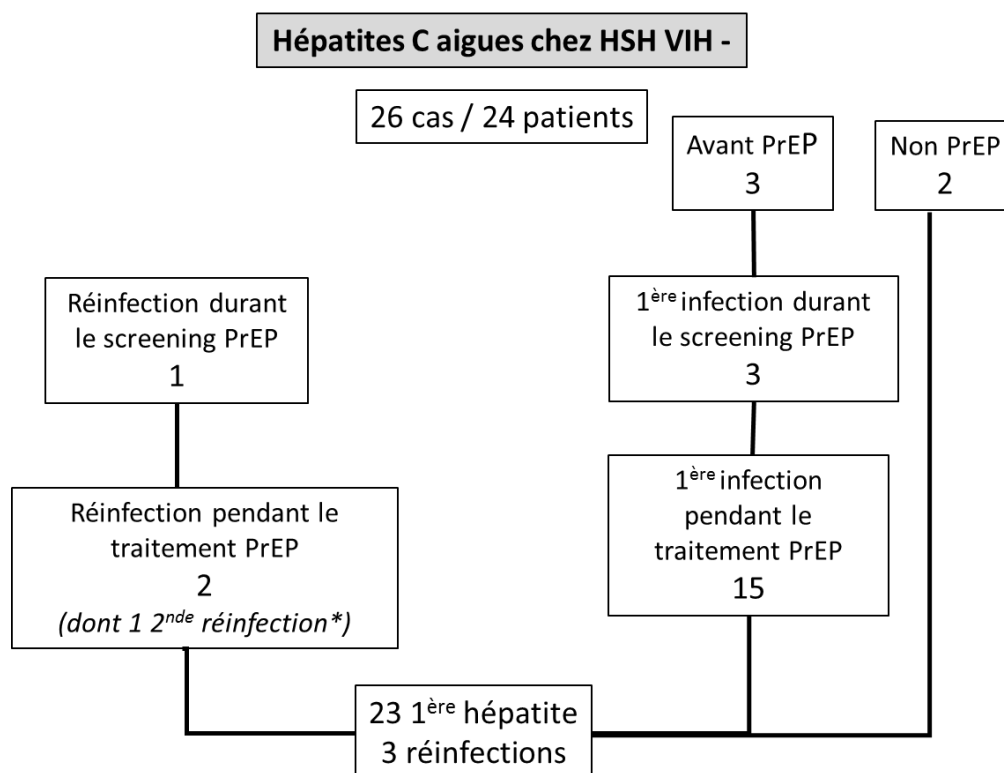 Hépatites C aigues chez HSH VIH -
26 cas / 24 patients
Avant PrEP
3
Non PrEP
2
Réinfection durant
le screening PrEP
1
1ère infection durant
le screening PrEP
3
Réinfection pendant le
traitement PrEP
2
(dont 1 2nde réinfection*)
1ère infection
pendant le
traitement PrEP
15
23 1ère hépatite
3 réinfections